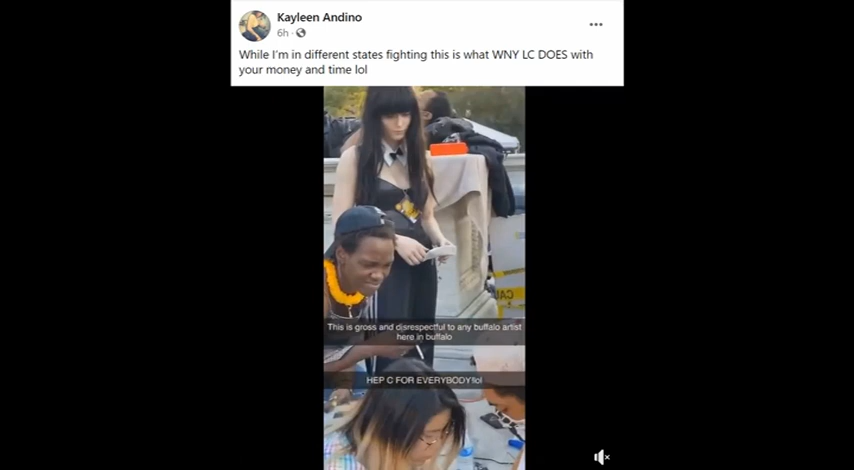 Kayleen Andino
6h
While I'm in different states fighting this is what WNY LC DOES with
your money and time lol
This is gross and disrespectful to any buffalo artist
here in buffalo
HEP C FOR EVERYBODY!lol